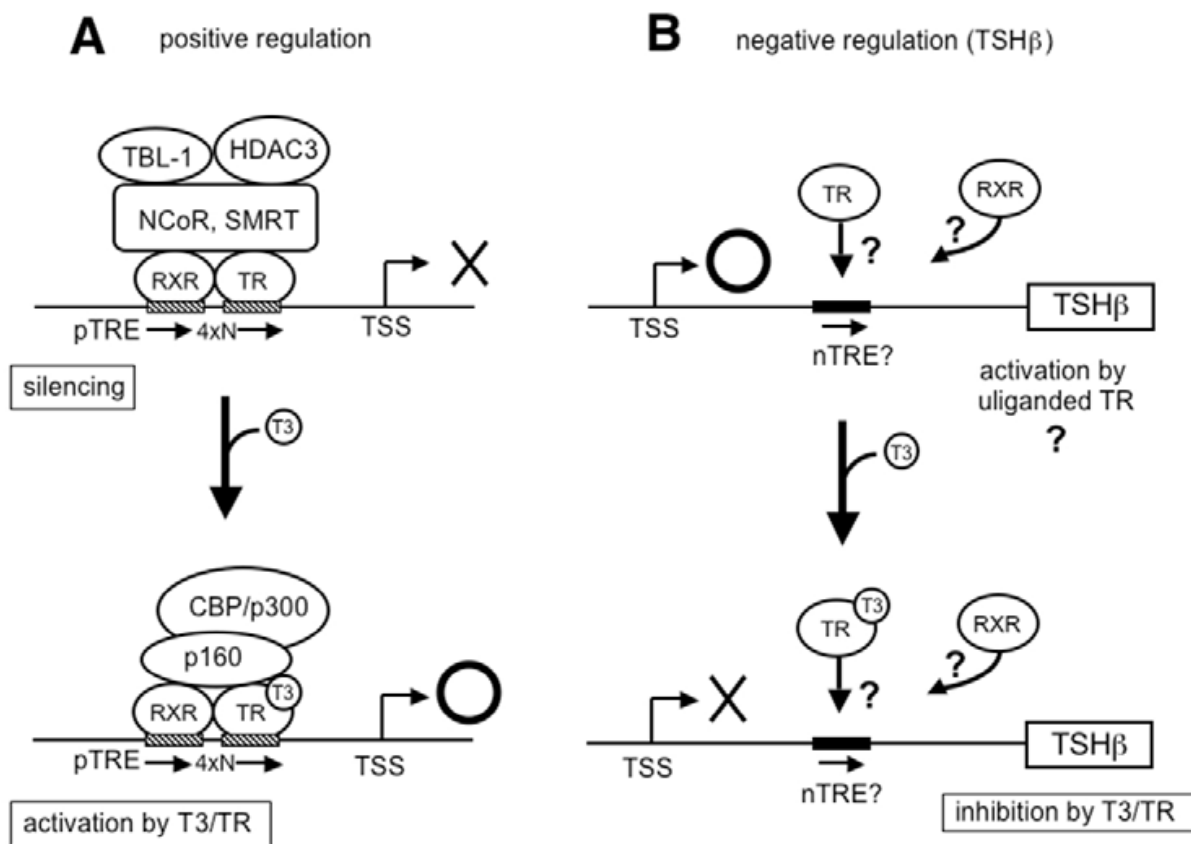 A positive regulation
TBL-1 HDAC3
NCoR, SMRT
RXR TR
pTRE 4xN TSS
silencing
T3
CBP/p300
p160
T3
RXR TR
pTRE 4xN TSS
activation by T3/TR
B negative regulation (TSHβ)
TR RXR
? ?
TSHβ
TSS
nTRE?
activation by
uliganded TR
?
T3
T3
TR RXR
? ?
TSHβ
TSS
nTRE?
inhibition by T3/TR